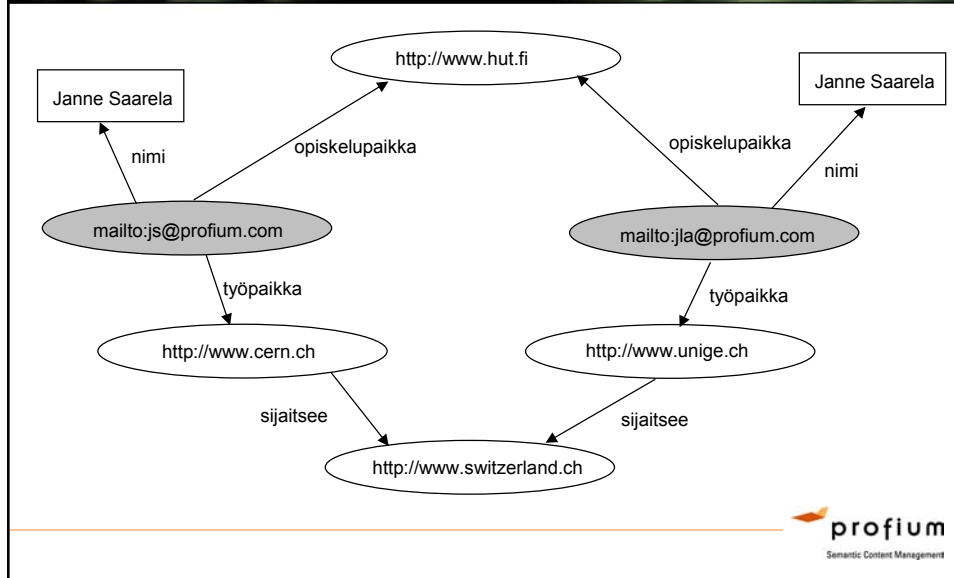 http://www.hut.fi
Janne Saarela
Janne Saarela
opiskelupaikka
opiskelupaikka
nimi
nimi
mailto:js@profium.com
mailto:jla@profium.com
työpaikka
työpaikka
http://www.cern.ch
http://www.unige.ch
sijaitsee
sijaitsee
http://www.switzerland.ch
profium
Semantic Content Management